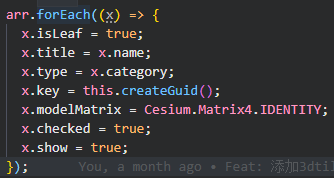 arr.forEach((x) => {
x.isLeaf = true;
x.title = x.name;
x.type = x.category;
x.key = this.createGuid();
x.modelMatrix = Cesium.Matrix4.IDENTITY;
x.checked = true;
x.show = true;
}); You, a month ago • Feat: 添加3dtil